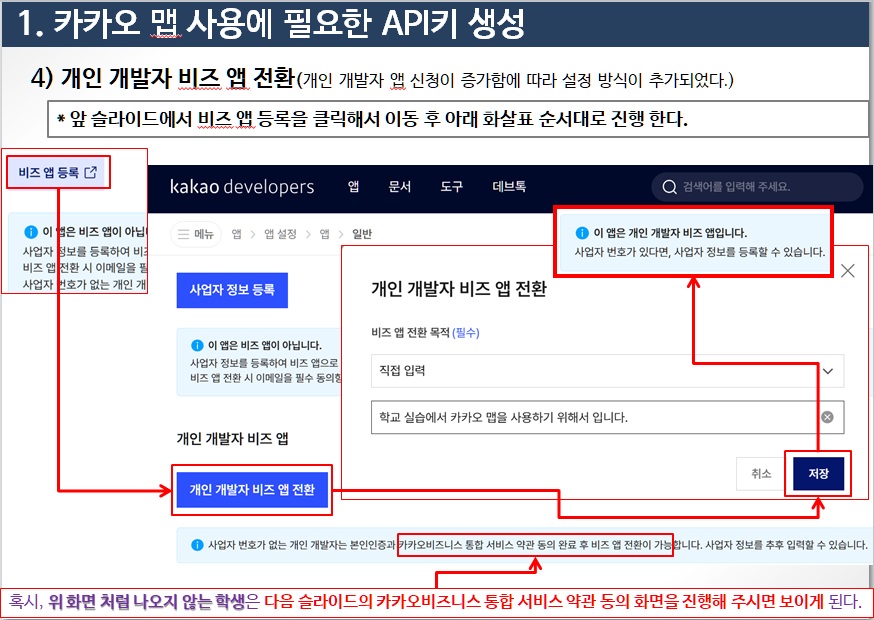 1. 카카오 맵 사용에 필요한 API키 생성
4) 개인 개발자 비즈 앱 전환(개인 개발자 앱 신청이 증가함에 따라 설정 방식이 추가되었다.)
* 앞 슬라이드에서 비즈 앱 등록을 클릭해서 이동 후 아래 화살표 순서대로 진행 한다.
비즈 앱 등록
이 앱은 비즈 앱이 아닙니
사업자 정보를 등록하여 비즈
비즈 앱 전환 시 이메일을 필
사업자 번호가 없는 개인 개
kakao developers
앱 문서 도구 데브톡
검색어를 입력해 주세요.
메뉴 앱 > 앱 설정 > 앱 > 일반
이 앱은 개인 개발자 비즈 앱입니다.
사업자 번호가 있다면, 사업자 정보를 등록할 수 있습니다.
사업자 정보 등록
이 앱은 비즈 앱이 아닙니다.
사업자 정보를 등록하여 비즈 앱으로
비즈 앱 전환 시 이메일을 필수 동의항
개인 개발자 비즈 앱 전환
비즈 앱 전환 목적 (필수)
직접 입력
학교 실습에서 카카오 맵을 사용하기 위해서 입니다.
취소
저장
개인 개발자 비즈 앱
개인 개발자 비즈 앱 전환
사업자 번호가 없는 개인 개발자는 본인인증과 카카오비즈니스 통합 서비스 약관 동의 완료 후 비즈 앱 전환이 가능합니다. 사업자 정보를 추후 입력할 수 있습니다.
혹시, 위 화면 처럼 나오지 않는 학생은 다음 슬라이드의 카카오비즈니스 통합 서비스 약관 동의 화면을 진행해 주시면 보이게 된다.